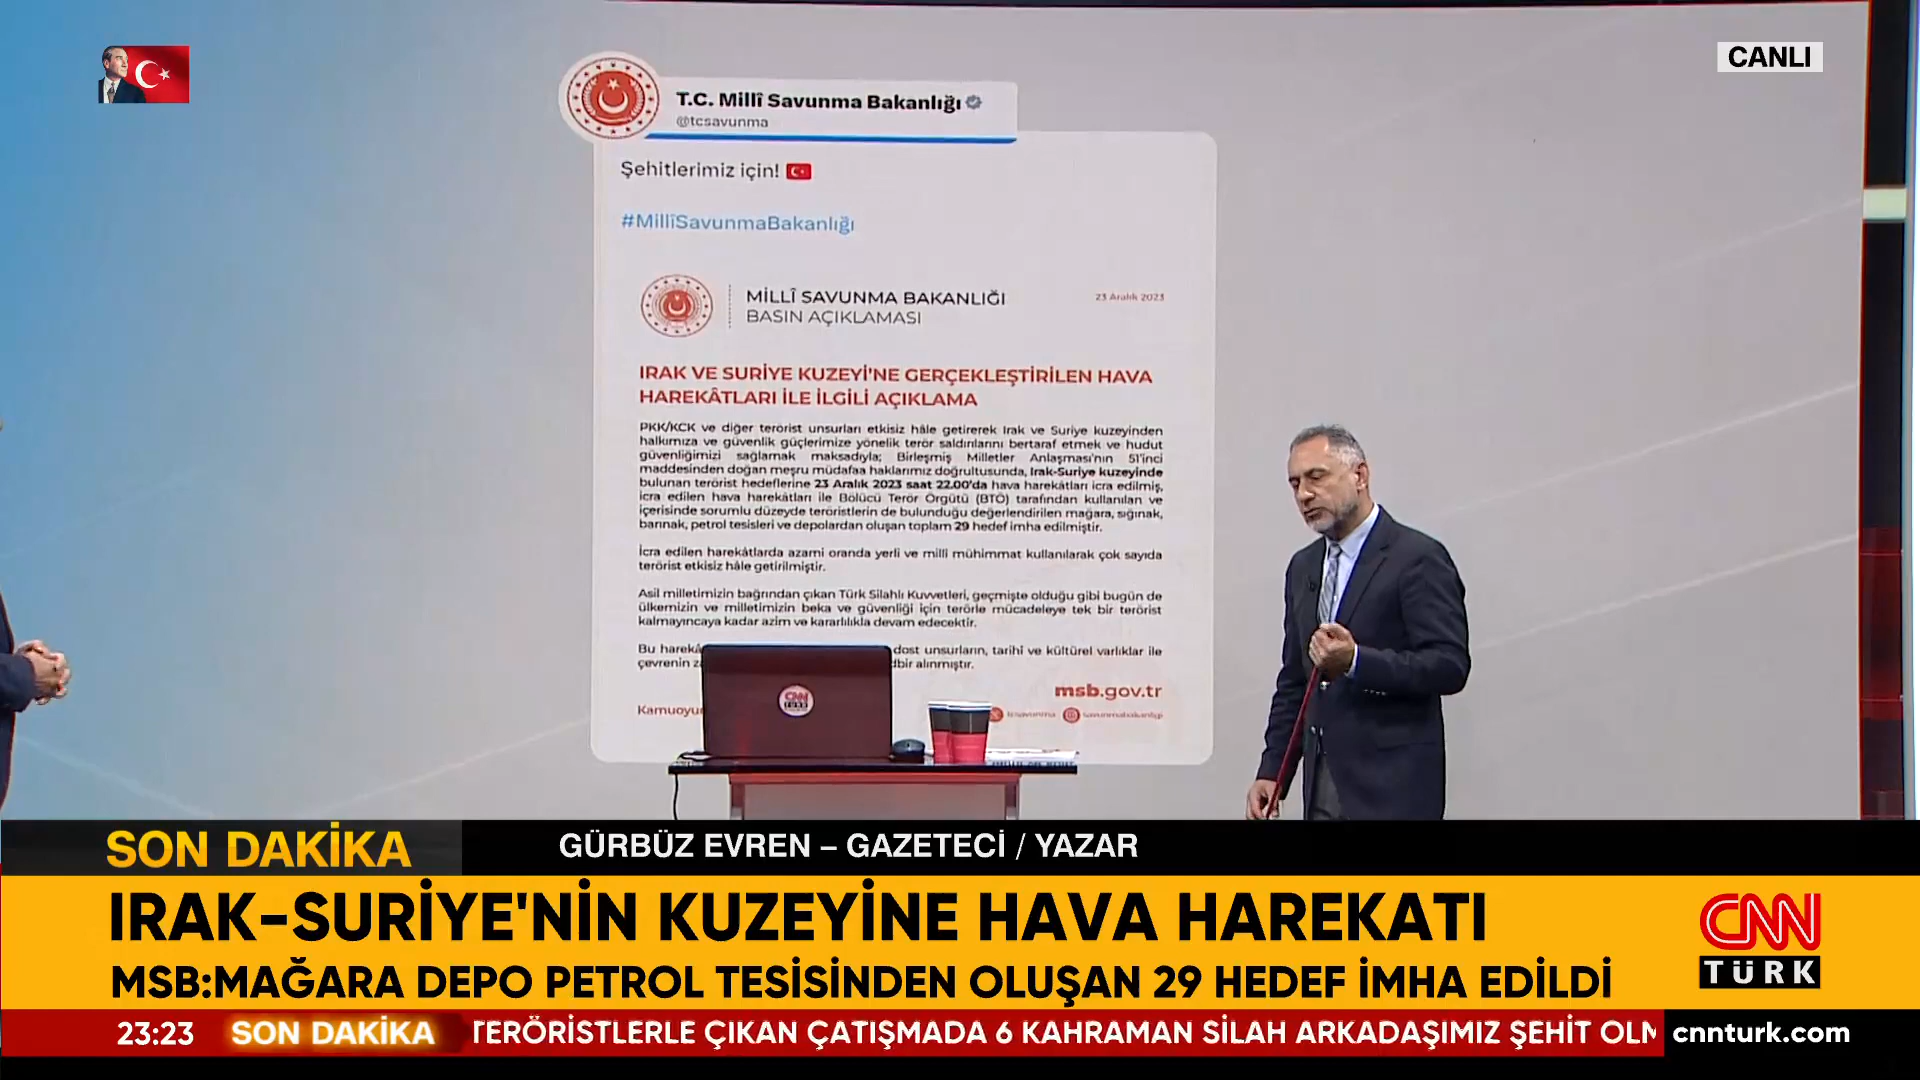 CANLI
T.C. Millî Savunma Bakanlığı
@tcsavunma
Şehitlerimiz için!
#MillîSavunmaBakanlığı
MİLLÎ SAVUNMA BAKANLIĞI
BASIN AÇIKLAMASI
23 Aralık 2023
IRAK VE SURİYE KUZEYİ'NE GERÇEKLEŞTİRİLEN HAVA
HAREKÂTLARI İLE İLGİLİ AÇIKLAMA
PKK/KCK ve diğer terörist unsurları etkisiz hâle getirerek Irak ve Suriye kuzeyinden
halkımıza ve güvenlik güçlerimize yönelik terör saldırılarını bertaraf etmek ve hudut
güvenliğimizi sağlamak maksadıyla; Birleşmiş Milletler Anlaşması'nın 51'inci
maddesinden doğan meşru müdafaa haklarımız doğrultusunda, Irak-Suriye kuzeyinde
bulunan terörist hedeflerine 23 Aralık 2023 saat 22.00'da hava harekâtları icra edilmiş,
icra edilen hava harekâtları ile Bölücü Terör Örgütü (BTÖ) tarafından kullanılan ve
içerisinde sorumlu düzeyde teröristlerin de bulunduğu değerlendirilen mağara, sığınak,
barınak, petrol tesisleri ve depolardan oluşan toplam 29 hedef imha edilmiştir.
İcra edilen harekâtlarda azami oranda yerli ve millî mühimmat kullanılarak çok sayıda
terörist etkisiz hâle getirilmiştir.
Asil milletimizin bağrından çıkan Türk Silahlı Kuvvetleri, geçmişte olduğu gibi bugün de
ülkemizin ve milletimizin beka ve güvenliği için terörle mücadeleye tek bir terörist
kalmayıncaya kadar azim ve kararlılıkla devam edecektir.
Bu harekâ dost unsurların, tarihî ve kültürel varlıklar ile
çevrenin z dbir alınmıştır.
msb.gov.tr
Kamuoyu tcsavunma savunmabakanligi
CNN
TÜRK
SON DAKİKA
GÜRBÜZ EVREN – GAZETECİ / YAZAR
IRAK-SURİYE'NİN KUZEYİNE HAVA HAREKATI
MSB:MAĞARA DEPO PETROL TESİSİNDEN OLUŞAN 29 HEDEF İMHA EDİLDİ
CNN
TÜRK
23:23 SON DAKİKA TERÖRİSTLERLE ÇIKAN ÇATIŞMADA 6 KAHRAMAN SİLAH ARKADAŞIMIZ ŞEHİT OLM cnnturk.com